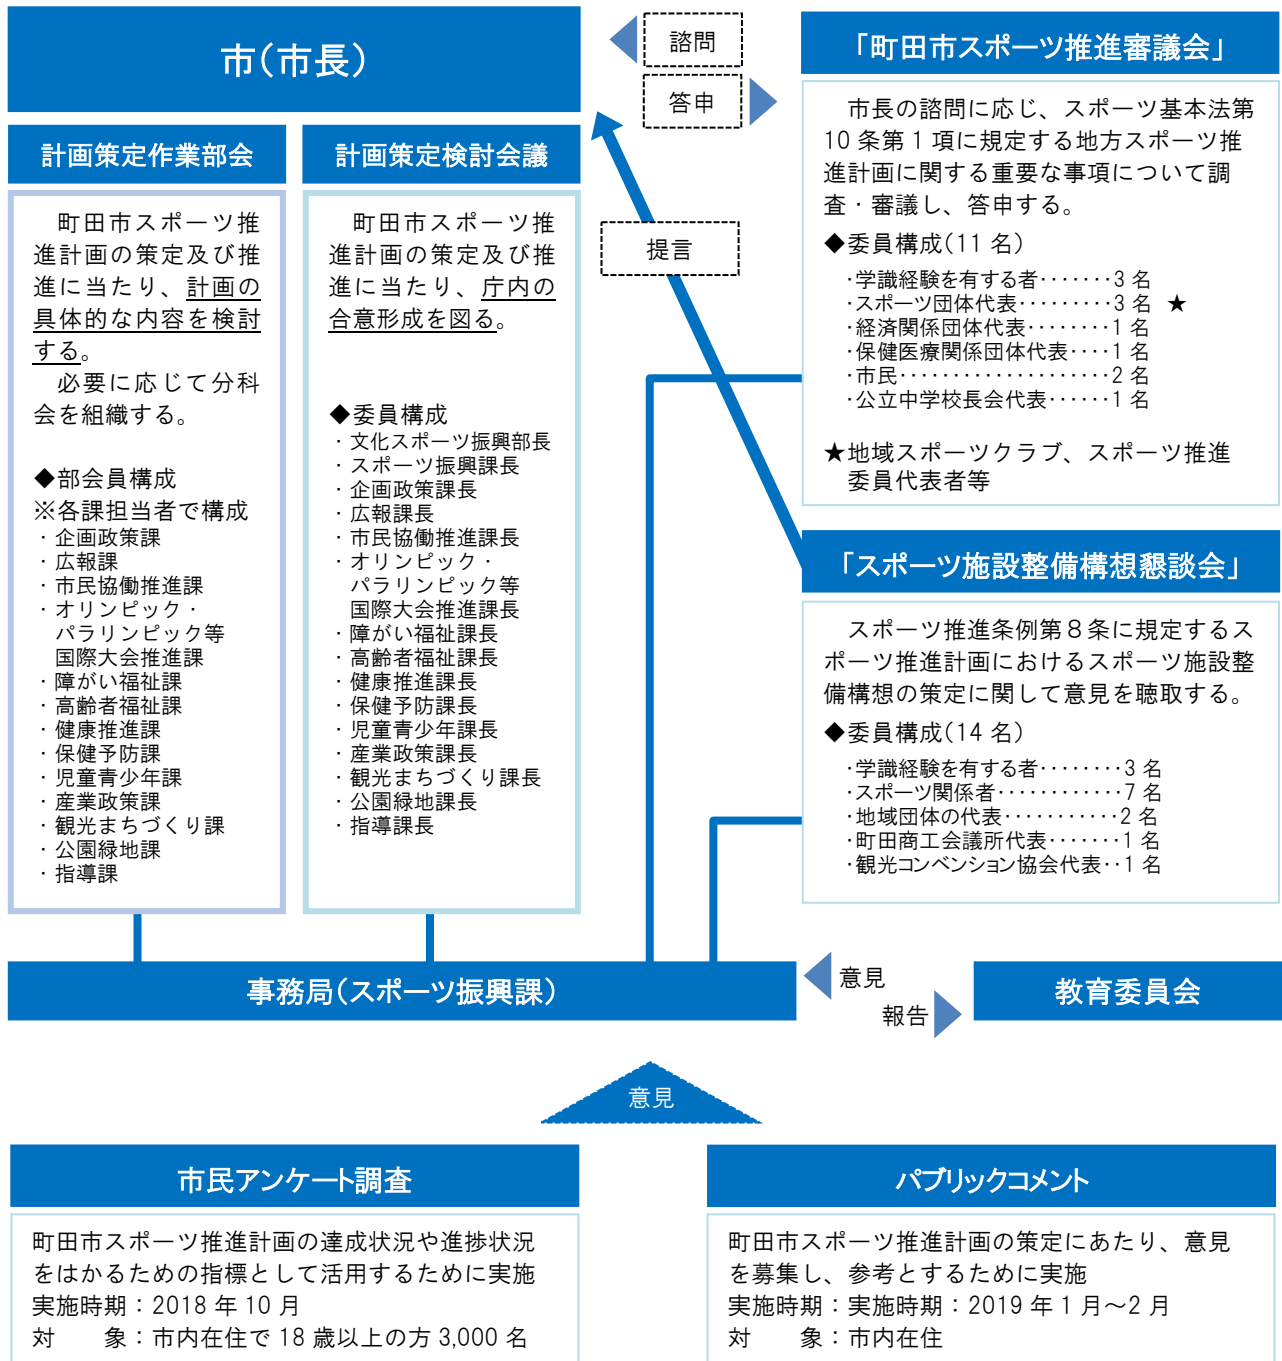 市(市長)
諮問
答申
「町田市スポーツ推進審議会」
市長の諮問に応じ、スポーツ基本法第
10条第1項に規定する地方スポーツ推
進計画に関する重要な事項について調
査・審議し、答申する。
◆委員構成(11名)
・学識経験を有する者・・・・・・・3名
・スポーツ団体代表・・・・・・・・・3名 ★
・経済関係団体代表・・・・・・・・1名
・保健医療関係団体代表・・・・1名
・市民・・・・・・・・・・・・・・・・・・・2名
・公立中学校長会代表・・・・・・1名
★地域スポーツクラブ、スポーツ推進
委員代表者等
計画策定作業部会
町田市スポーツ推
進計画の策定及び推
進に当たり、計画の
具体的な内容を検討
する。
必要に応じて分科
会を組織する。
◆部会員構成
※各課担当者で構成
・企画政策課
・広報課
・市民協働推進課
・オリンピック・
パラリンピック等
国際大会推進課
・障がい福祉課
・高齢者福祉課
・健康推進課
・保健予防課
・児童青少年課
・産業政策課
・観光まちづくり課
・公園緑地課
・指導課
計画策定検討会議
町田市スポーツ推
進計画の策定及び推
進に当たり、庁内の
合意形成を図る。
◆委員構成
・文化スポーツ振興部長
・スポーツ振興課長
・企画政策課長
・広報課長
・市民協働推進課長
・オリンピック・
パラリンピック等
国際大会推進課長
・障がい福祉課長
・高齢者福祉課長
・健康推進課長
・保健予防課長
・児童青少年課長
・産業政策課長
・観光まちづくり課長
・公園緑地課長
・指導課長
提言
「スポーツ施設整備構想懇談会」
スポーツ推進条例第8条に規定するス
ポーツ推進計画におけるスポーツ施設整
備構想の策定に関して意見を聴取する。
◆委員構成(14名)
・学識経験を有する者・・・・・・・・3名
・スポーツ関係者・・・・・・・・・・・・7名
・地域団体の代表・・・・・・・・・・・2名
・町田商工会議所代表・・・・・・・1名
・観光コンベンション協会代表・・1名
事務局(スポーツ振興課)
意見
報告
教育委員会
意見
市民アンケート調査
町田市スポーツ推進計画の達成状況や進捗状況
をはかるための指標として活用するために実施
実施時期：2018年10月
対　　象：市内在住で18歳以上の方3,000名
パブリックコメント
町田市スポーツ推進計画の策定にあたり、意見
を募集し、参考とするために実施
実施時期：実施時期：2019年1月～2月
対　　象：市内在住